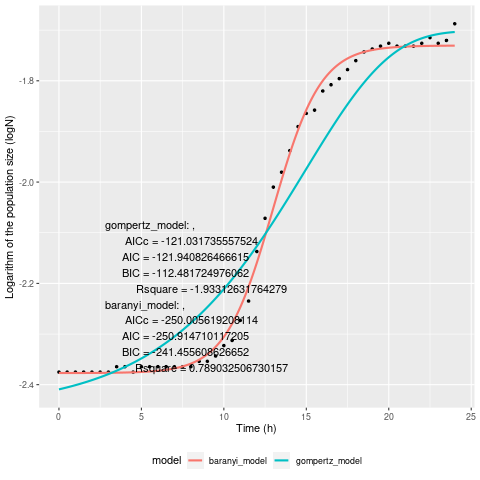 -1.8
-2.0
-2.2
-2.4
Logarithm of the population size (logN)
gompertz_model: ,
AICc = -121.031735557524
AIC = -121.940826466615
BIC = -112.481724976062
Rsquare = -1.93312631764279
baranyi_model: ,
AICc = -250.005619208114
AIC = -250.914710117205
BIC = -241.455608626652
Rsquare = 0.789032506730157
0 5 10 15 20 25
Time (h)
model baranyi_model gompertz_model